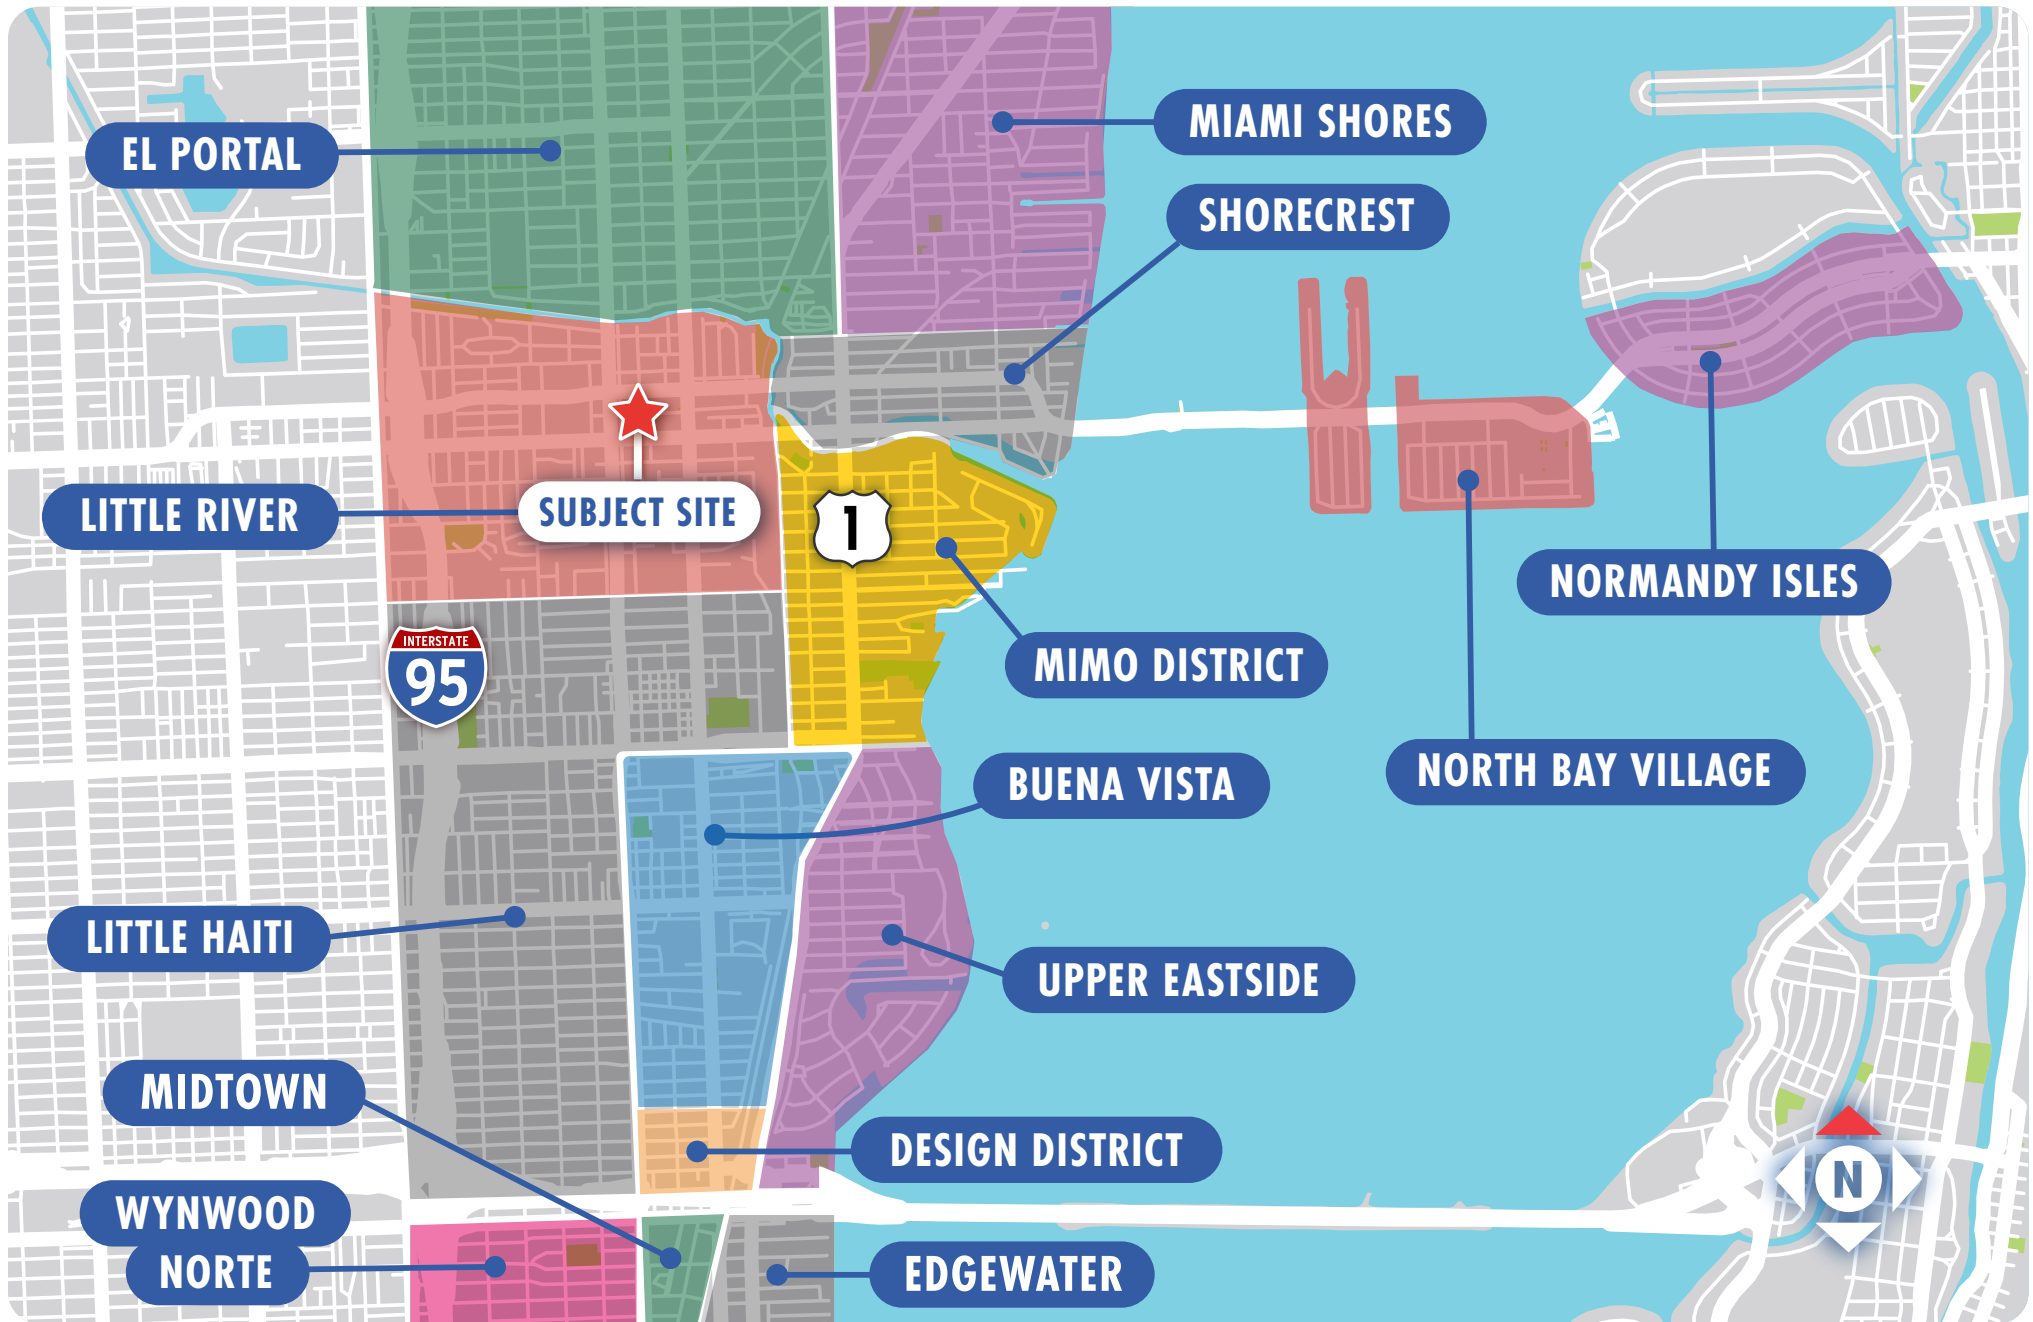 EL PORTAL
MIAMI SHORES
SHORECREST
LITTLE RIVER
SUBJECT SITE
1
NORMANDY ISLES
INTERSTATE
95
MIMO DISTRICT
NORTH BAY VILLAGE
BUENA VISTA
LITTLE HAITI
UPPER EASTSIDE
MIDTOWN
DESIGN DISTRICT
N
WYNWOOD
NORTE
EDGEWATER